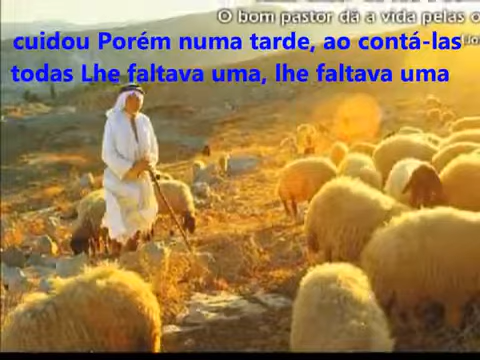 O bom pastor dá a vida pelas o
cuidou Porém numa tarde, ao contá-las
todas Lhe faltava uma, lhe faltava uma